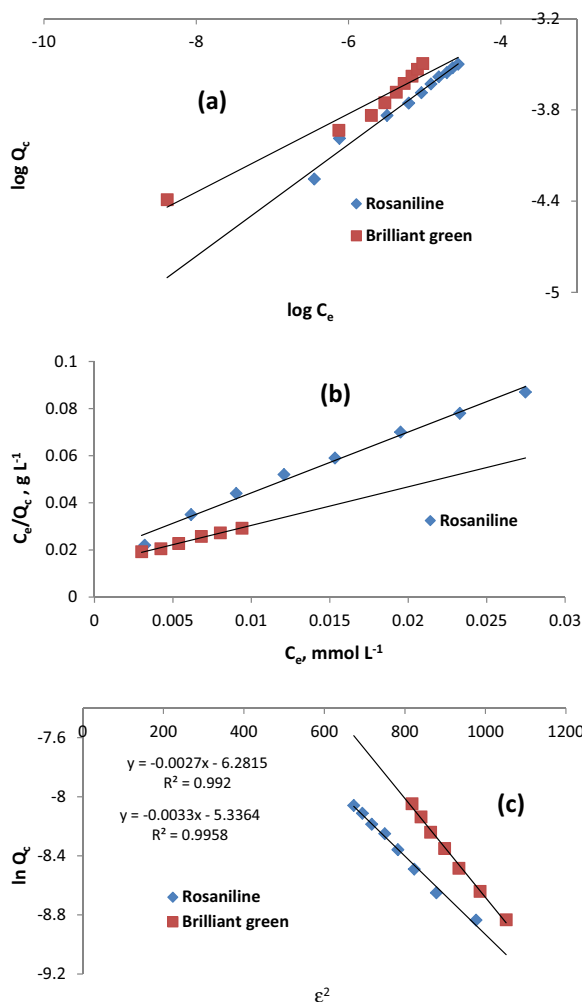 -10
-8
-6
-4
-3.2
(a)
-3.8
log Qc
Rosaniline
-4.4
Brilliant green
-5
log Ce
0.1
(b)
0.08
0.06
Ce/Qc , g L-1
0.04
Rosaniline
0.02
0
0
0.005
0.01
0.015
0.02
0.025
0.03
Ce, mmol L-1
0
200
400
600
800
1000
1200
-7.6
y = -0.0027x - 6.2815
R² = 0.992
-8
(c)
y = -0.0033x - 5.3364
R² = 0.9958
ln Qc
-8.4
Rosaniline
-8.8
Brilliant green
-9.2
ε²